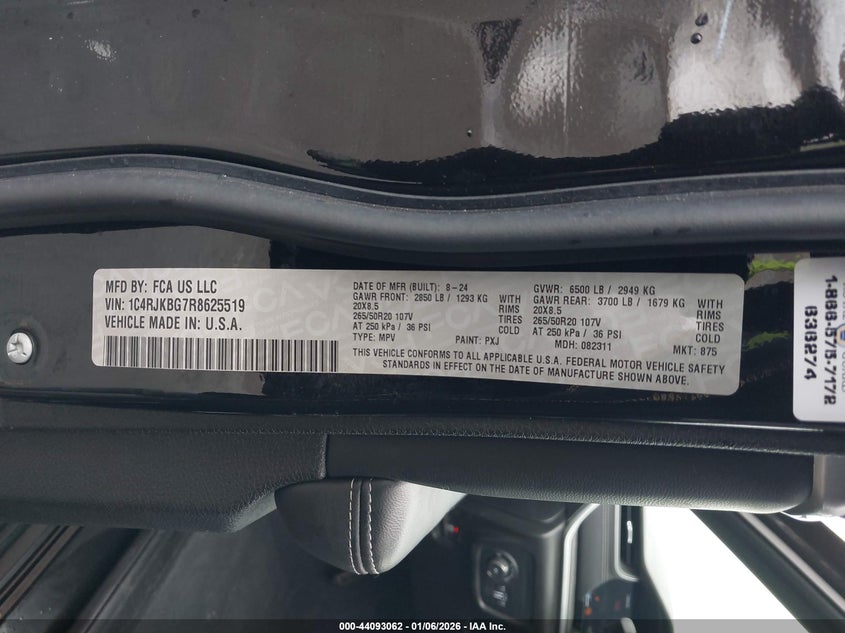 MFD BY: FCA US LLC
VIN: 1C4RJKBG7R8625519
VEHICLE MADE IN: U.S.A.
DATE OF MFR (BUILT): 8-24
GAWR FRONT: 2850 LB / 1293 KG WITH
20X8.5 RIMS
265/50R20 107V TIRES
AT 250 kPa / 36 PSI COLD
TYPE: MPV PAINT: PXJ
GVWR: 6500 LB / 2949 KG
GAWR REAR: 3700 LB / 1679 KG WITH
20X8.5 RIMS
265/50R20 107V TIRES
AT 250 kPa / 36 PSI COLD
MDH: 082311 MKT: 875
THIS VEHICLE CONFORMS TO ALL APPLICABLE U.S.A. FEDERAL MOTOR VEHICLE SAFETY
STANDARDS IN EFFECT ON THE DATE OF MANUFACTURE SHOWN ABOVE.
1-888-575-7172
838274
000-44093062 - 01/06/2026 - IAA Inc.